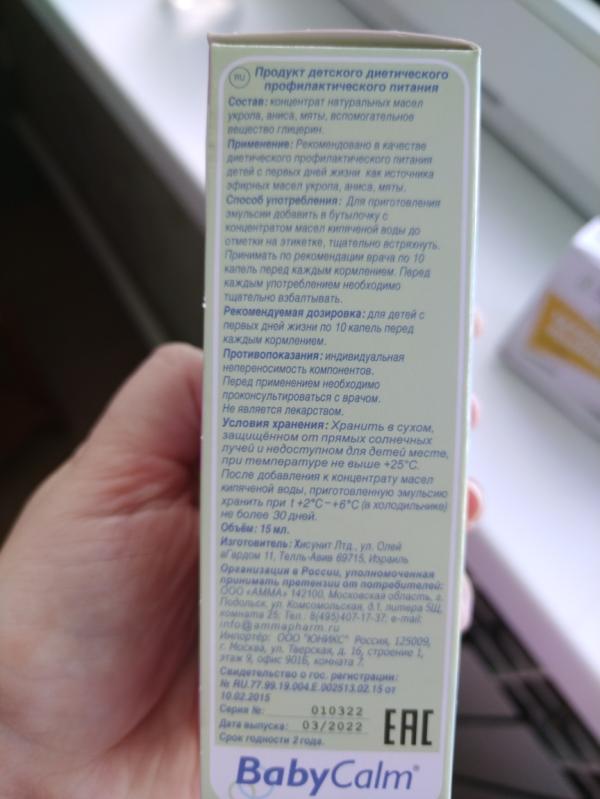 RU
Продукт детского диетического
профилактического питания
Состав: концентрат натуральных масел
укропа, аниса, мяты, вспомогательное
вещество глицерин.
Применение: Рекомендовано в качестве
диетического профилактического питания
детей с первых дней жизни как источника
эфирных масел укропа, аниса, мяты.
Способ употребления: Для приготовления
эмульсии добавить в бутылочку с
концентратом масел кипяченой воды до
отметки на этикетке, тщательно встряхнуть.
Принимать по рекомендации врача по 10
капель перед каждым кормлением. Перед
каждым употреблением необходимо
тщательно взбалтывать.
Рекомендуемая дозировка: для детей с
первых дней жизни по 10 капель перед
каждым кормлением.
Противопоказания: индивидуальная
непереносимость компонентов.
Перед применением необходимо
проконсультироваться с врачом.
Не является лекарством.
Условия хранения: Хранить в сухом,
защищённом от прямых солнечных
лучей и недоступном для детей месте,
при температуре не выше +25°C.
После добавления к концентрату масел
кипяченой воды, приготовленную эмульсию
хранить при t +2°C–+6°C (в холодильнике)
не более 30 дней.
Объём: 15 мл.
Изготовитель: Хисунит Лтд., ул. Олей
аГардом 11, Телль-Авив 69715, Израиль
Организация в России, уполномоченная
принимать претензии от потребителей:
ООО «АММА» 142100, Московская область, г.
Подольск, ул. Комсомольская, д.1, литера 5Щ,
комната 25; Тел.: 8(495)407-17-37; e-mail:
info@ammapharm.ru
Импортёр: ООО "ЮНИКС" Россия, 125009,
г. Москва, ул. Тверская, д. 16, строение 1,
этаж 9, офис 901Б, комната 7.
Свидетельство о гос. регистрации:
№ RU.77.99.19.004.E.002513.02.15 от
10.02.2015
Серия №: 010322
Дата выпуска: 03/2022
Срок годности 2 года.
EAC
BabyCalm®